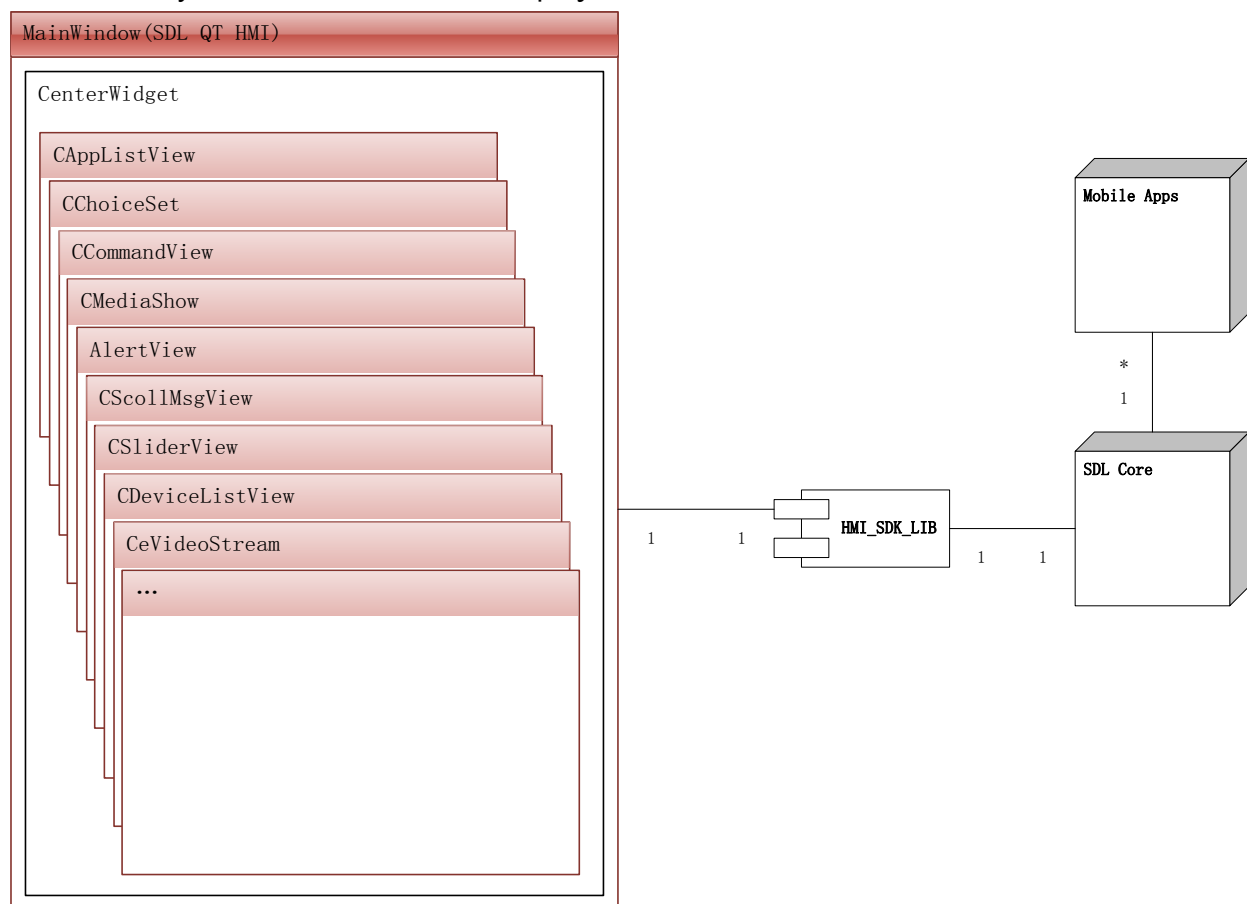 MainWindow(SDL QT HMI)
CenterWidget
CAppListView
CChoiceSet
CCommandView
CMediaShow
AlertView
CScollMsgView
CSliderView
CDeviceListView
CeVideoStream
...
1 1
HMI_SDK_LIB
1 1
Mobile Apps
*
1
SDL Core